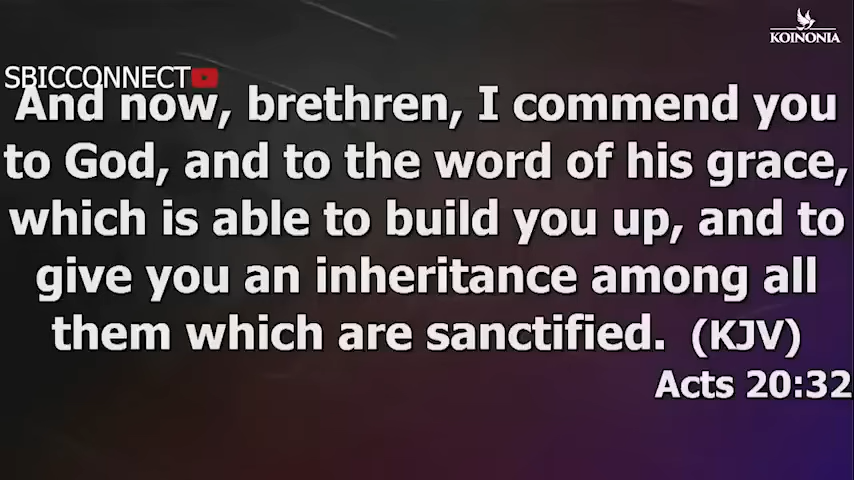 KOINONIA
SBICCONNECT
And now, brethren, I commend you
to God, and to the word of his grace,
which is able to build you up, and to
give you an inheritance among all
them which are sanctified. (KJV)
Acts 20:32